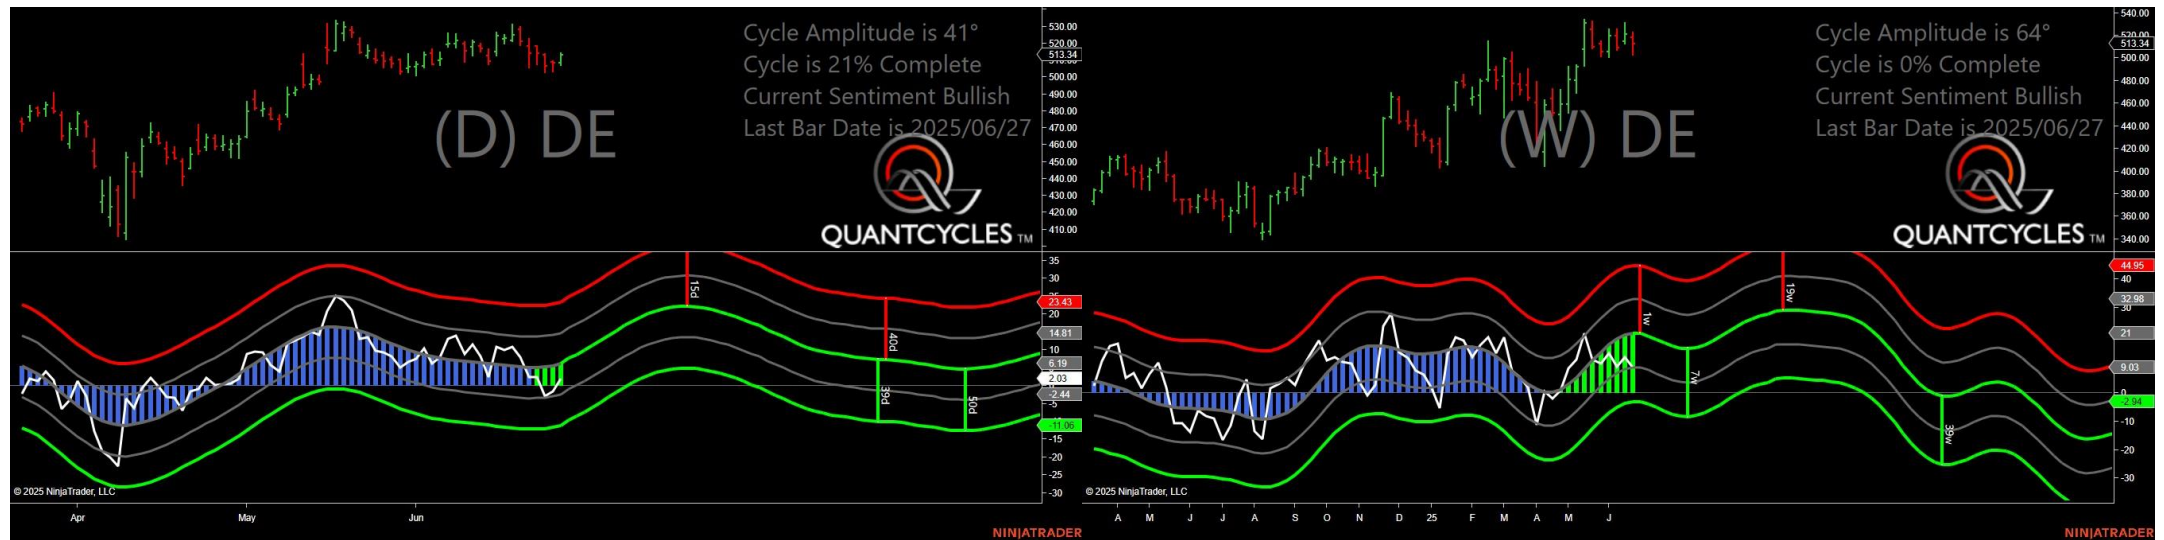 Cycle Amplitude is 41°
Cycle is 21% Complete
Current Sentiment Bullish
Last Bar Date is 2025/06/27
(D) DE
QUANTCYCLES TM
530.00
520.00
513.34
500.00
490.00
480.00
470.00
460.00
450.00
440.00
430.00
420.00
410.00
15d
40d
39d
50d
35
30
23.43
20
14.81
10
6.19
2.03
-2.44
-5
-11.06
-15
-20
-25
-30
© 2025 NinjaTrader, LLC
Apr
May
Jun
NINJATRADER
Cycle Amplitude is 64°
Cycle is 0% Complete
Current Sentiment Bullish
Last Bar Date is 2025/06/27
(W) DE
QUANTCYCLES TM
540.00
520.00
513.34
500.00
480.00
460.00
440.00
420.00
400.00
380.00
360.00
340.00
1w
7w
19w
39w
44.95
40
32.98
30
21
9.03
-2.94
-10
-20
-30
© 2025 NinjaTrader, LLC
A M J J A S O N D 25 F M A M J
NINJATRADER